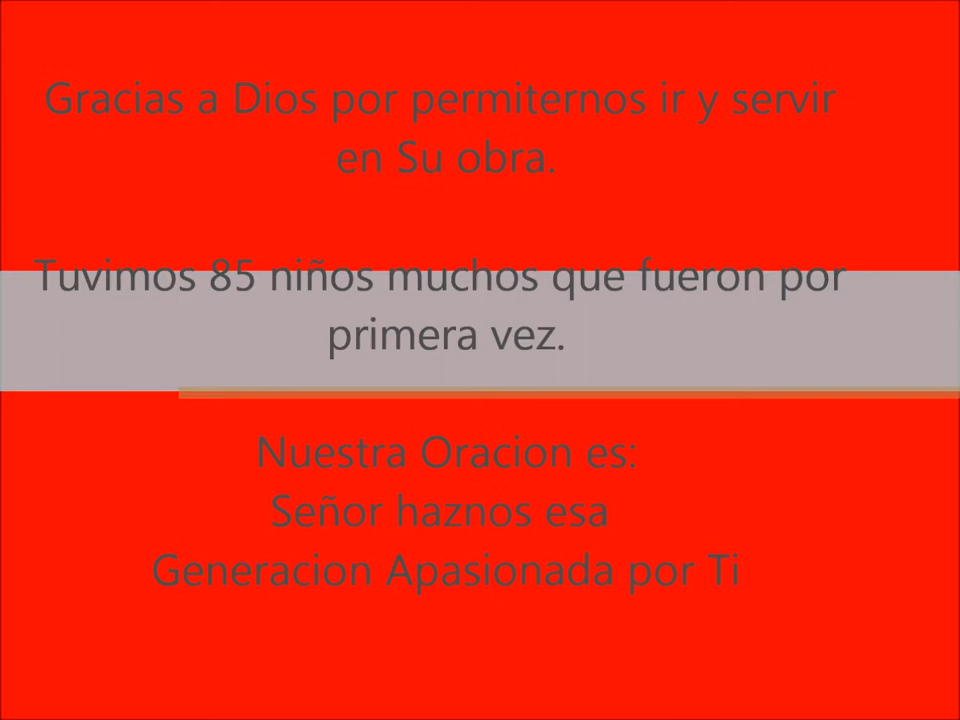 Gracias a Dios por permiternos ir y servir
en Su obra.
Tuvimos 85 niños muchos que fueron por
primera vez.
Nuestra Oracion es:
Señor haznos esa
Generacion Apasionada por Ti